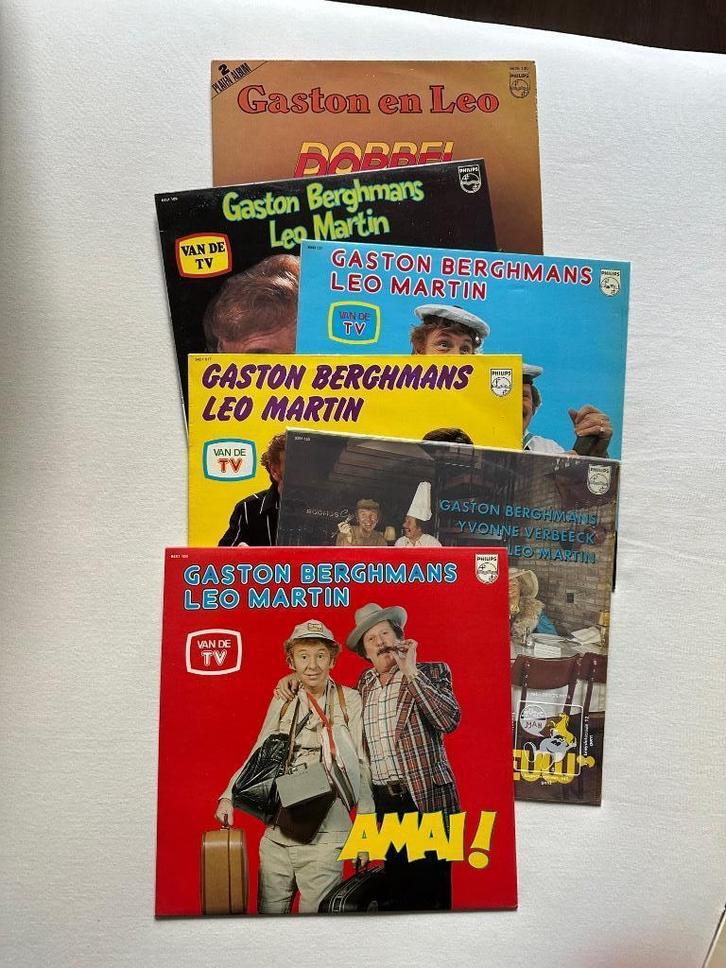 2
PLATEN ALBUM
PHILIPS
Gaston en Leo
DOBBEL
PHILIPS
Gaston Berghmans
Leo Martin
VAN DE
TV
GASTON BERGHMANS
LEO MARTIN
PHILIPS
VAN DE
TV
GASTON BERGHMANS
LEO MARTIN
PHILIPS
VAN DE
TV
PHILIPS
GASTON BERGHMANS
YVONNE VERBEECK
LEO MARTIN
GASTON BERGHMANS
LEO MARTIN
PHILIPS
VAN DE
TV
AMAI!